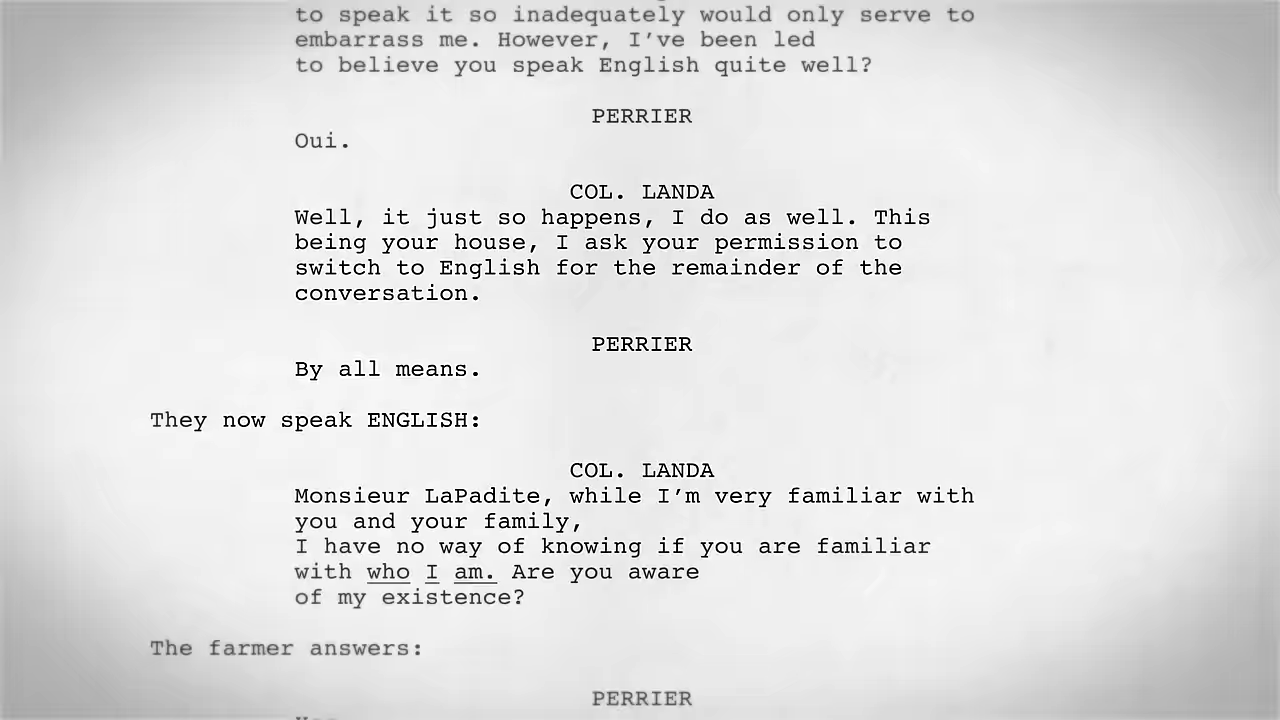 to speak it so inadequately would only serve to
embarrass me. However, I've been led
to believe you speak English quite well?
PERRIER
Oui.
COL. LANDA
Well, it just so happens, I do as well. This
being your house, I ask your permission to
switch to English for the remainder of the
conversation.
PERRIER
By all means.
They now speak ENGLISH:
COL. LANDA
Monsieur LaPadite, while I'm very familiar with
you and your family,
I have no way of knowing if you are familiar
with who I am. Are you aware
of my existence?
The farmer answers:
PERRIER